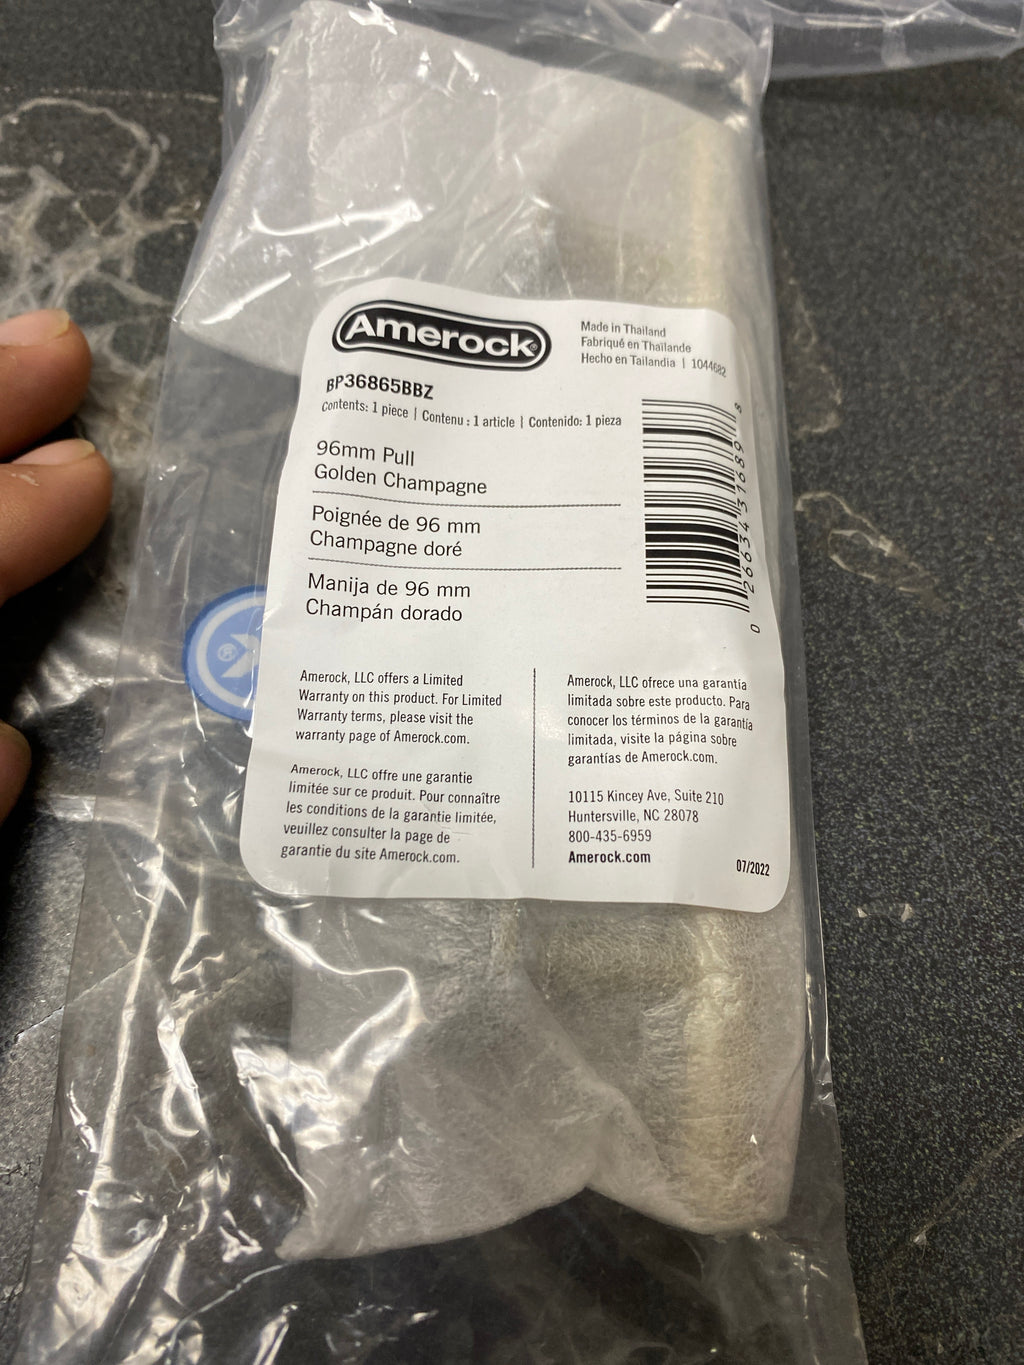 Amerock®
Made in Thailand
Fabriqué en Thaïlande
Hecho en Tailandia | 1044682
BP36865BBZ
Contents: 1 piece | Contenu : 1 article | Contenido: 1 pieza
96mm Pull
Golden Champagne
Poignée de 96 mm
Champagne doré
Manija de 96 mm
Champán dorado
0 26634 31689 8
®
Amerock, LLC offers a Limited
Warranty on this product. For Limited
Warranty terms, please visit the
warranty page of Amerock.com.
Amerock, LLC offre une garantie
limitée sur ce produit. Pour connaître
les conditions de la garantie limitée,
veuillez consulter la page de
garantie du site Amerock.com.
Amerock, LLC ofrece una garantía
limitada sobre este producto. Para
conocer los términos de la garantía
limitada, visite la página sobre
garantías de Amerock.com.
10115 Kincey Ave, Suite 210
Huntersville, NC 28078
800-435-6959
Amerock.com
07/2022